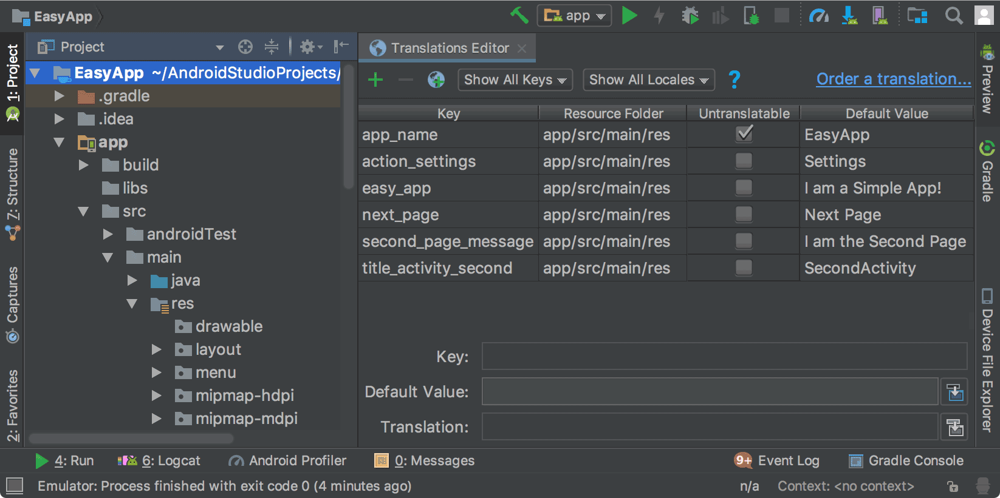 EasyApp
app
1: Project
7: Structure
Captures
2: Favorites
Project
EasyApp ~/AndroidStudioProjects/
.gradle
.idea
app
build
libs
src
androidTest
main
java
res
drawable
layout
menu
mipmap-hdpi
mipmap-mdpi
Translations Editor
Show All Keys Show All Locales ? Order a translation...
Key Resource Folder Untranslatable Default Value
app_name app/src/main/res EasyApp
action_settings app/src/main/res Settings
easy_app app/src/main/res I am a Simple App!
next_page app/src/main/res Next Page
second_page_message app/src/main/res I am the Second Page
title_activity_second app/src/main/res SecondActivity
Key:
Default Value:
Translation:
Preview
Gradle
Device File Explorer
4: Run 6: Logcat Android Profiler 0: Messages 9+ Event Log Gradle Console
Emulator: Process finished with exit code 0 (4 minutes ago) n/a Context: <no context>